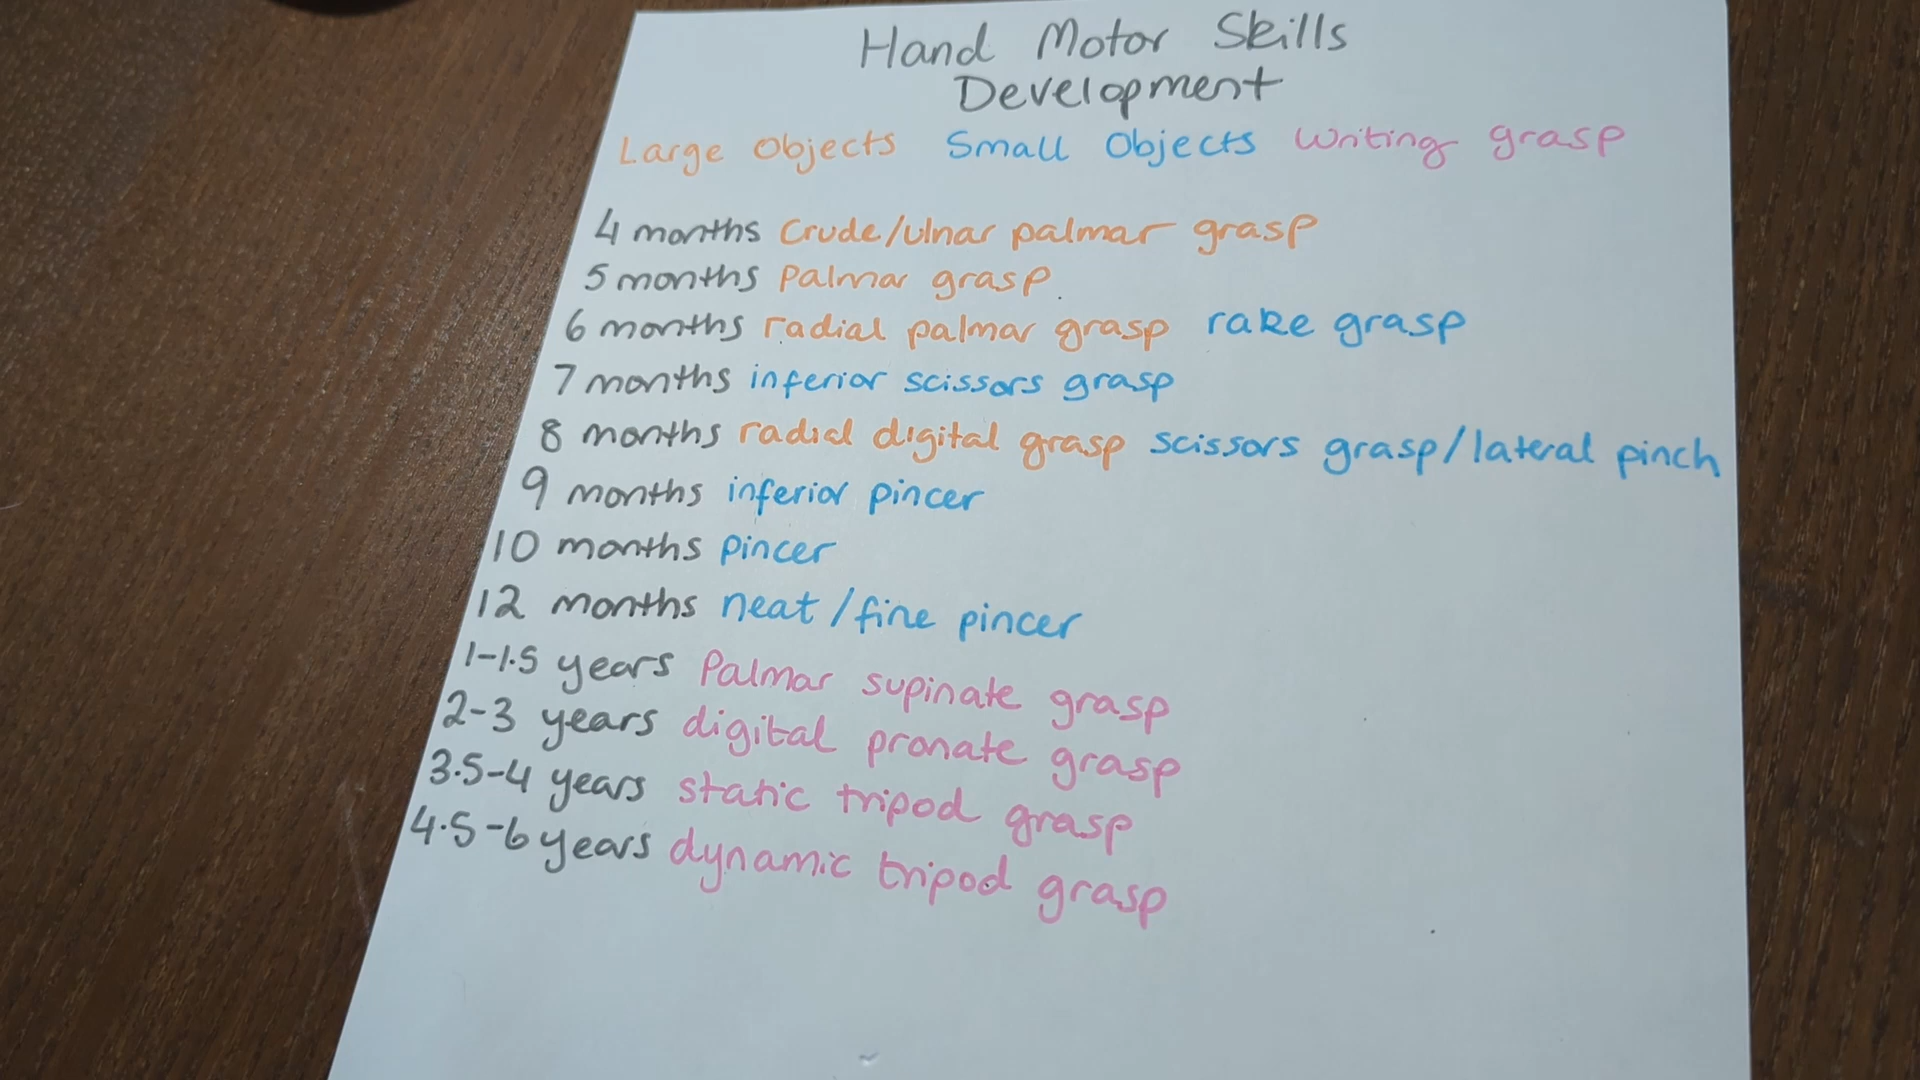 Hand Motor Skills
Development
Large Objects Small Objects Writing grasp
4 months Crude/ulnar palmar grasp
5 months palmar grasp
6 months radial palmar grasp rake grasp
7 months inferior scissors grasp
8 months radial digital grasp scissors grasp/lateral pinch
9 months inferior pincer
10 months pincer
12 months neat/fine pincer
1-1.5 years Palmar supinate grasp
2-3 years digital pronate grasp
3.5-4 years static tripod grasp
4.5-6 years dynamic tripod grasp